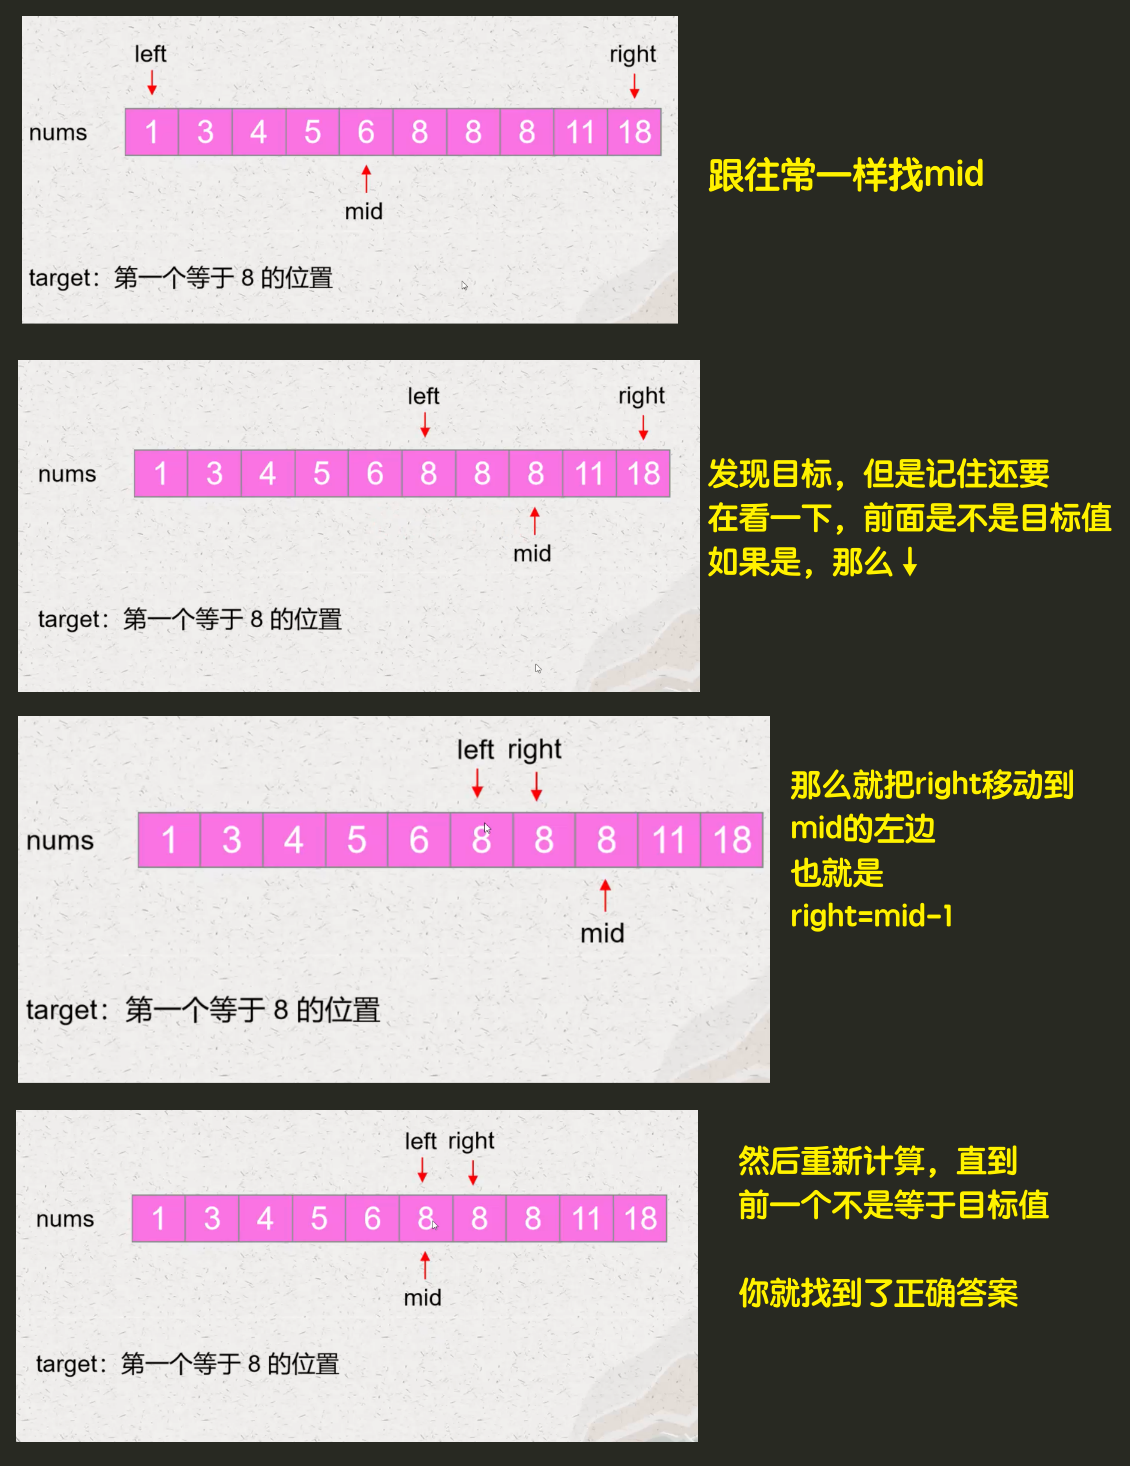 left right
nums 1 3 4 5 6 8 8 8 11 18
mid
target：第一个等于 8 的位置
跟往常一样找mid
left right
nums 1 3 4 5 6 8 8 8 11 18
mid
target：第一个等于 8 的位置
发现目标，但是记住还要
在看一下，前面是不是目标值
如果是，那么↓
left right
nums 1 3 4 5 6 8 8 8 11 18
mid
target：第一个等于 8 的位置
那么就把right移动到
mid的左边
也就是
right=mid-1
left right
nums 1 3 4 5 6 8 8 8 11 18
mid
target：第一个等于 8 的位置
然后重新计算，直到
前一个不是等于目标值
你就找到了正确答案